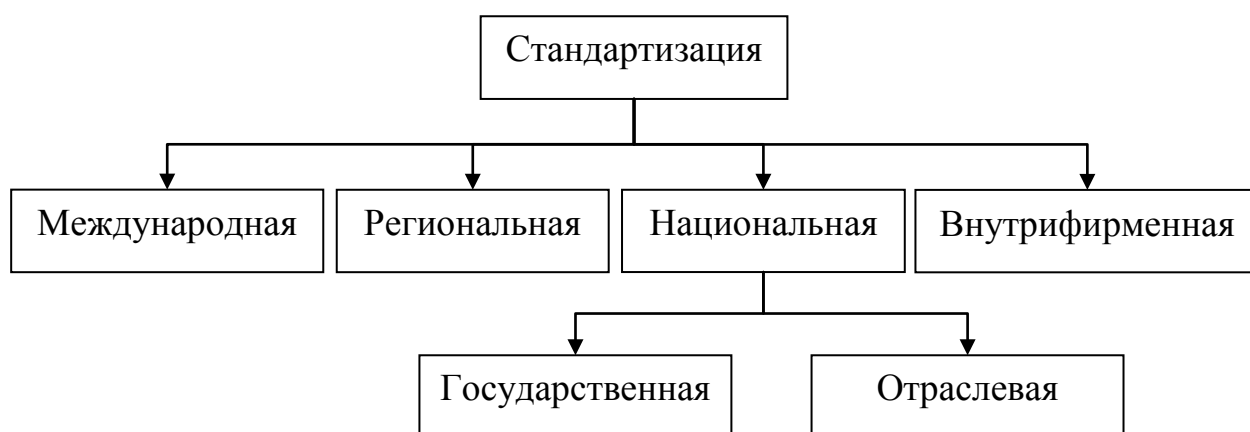 Стандартизация
Международная
Региональная
Национальная
Внутрифирменная
Государственная
Отраслевая